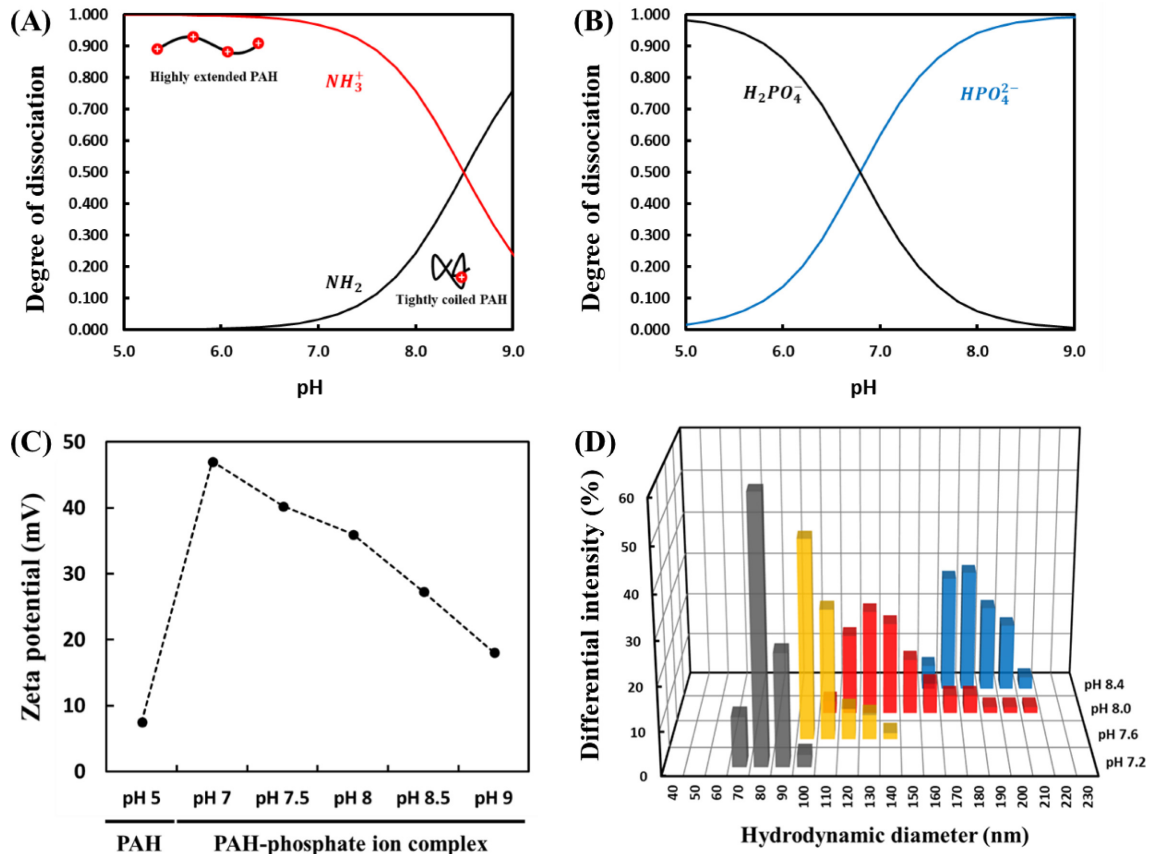 (A)
1.000
0.900
0.800
0.700
0.600
0.500
0.400
0.300
0.200
0.100
0.000
Degree of dissociation
Highly extended PAH
NH₃⁺
NH₂
Tightly coiled PAH
5.0 6.0 7.0 8.0 9.0
pH
(B)
1.000
0.900
0.800
0.700
0.600
0.500
0.400
0.300
0.200
0.100
0.000
Degree of dissociation
H₂PO₄⁻
HPO₄²⁻
5.0 6.0 7.0 8.0 9.0
pH
(C)
50
40
30
20
10
0
Zeta potential (mV)
pH 5 pH 7 pH 7.5 pH 8 pH 8.5 pH 9
PAH PAH-phosphate ion complex
(D)
60
50
40
30
20
10
0
Differential intensity (%)
pH 8.4
pH 8.0
pH 7.6
pH 7.2
40 50 60 70 80 90 100 110 120 130 140 150 160 170 180 190 200 210 220 230
Hydrodynamic diameter (nm)